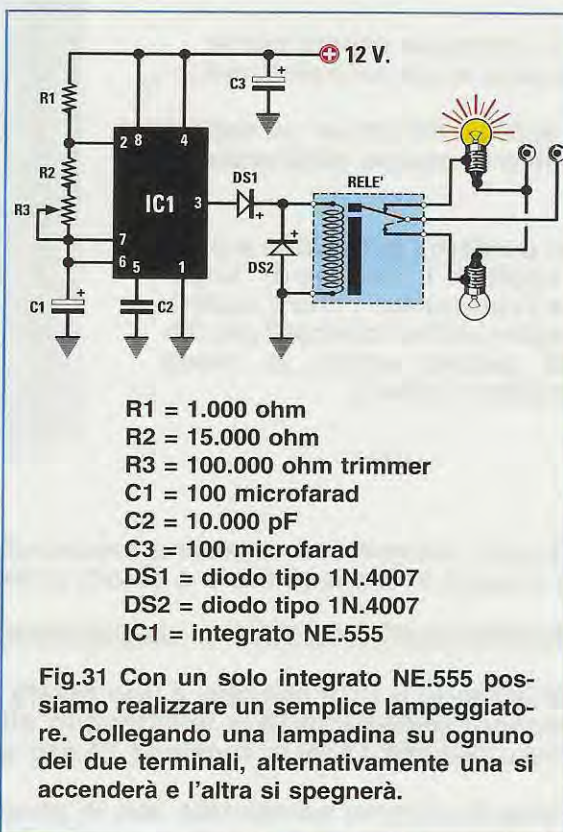 12 V.
C3
+
R1
2
8
4
R2
DS1
RELE'
R3
IC1
3
+
7
6
5
1
DS2
+
C1
C2
R1 = 1.000 ohm
R2 = 15.000 ohm
R3 = 100.000 ohm trimmer
C1 = 100 microfarad
C2 = 10.000 pF
C3 = 100 microfarad
DS1 = diodo tipo 1N.4007
DS2 = diodo tipo 1N.4007
IC1 = integrato NE.555
Fig.31 Con un solo integrato NE.555 pos-
siamo realizzare un semplice lampeggiato-
re. Collegando una lampadina su ognuno
dei due terminali, alternativamente una si
accenderà e l'altra si spegnerà.